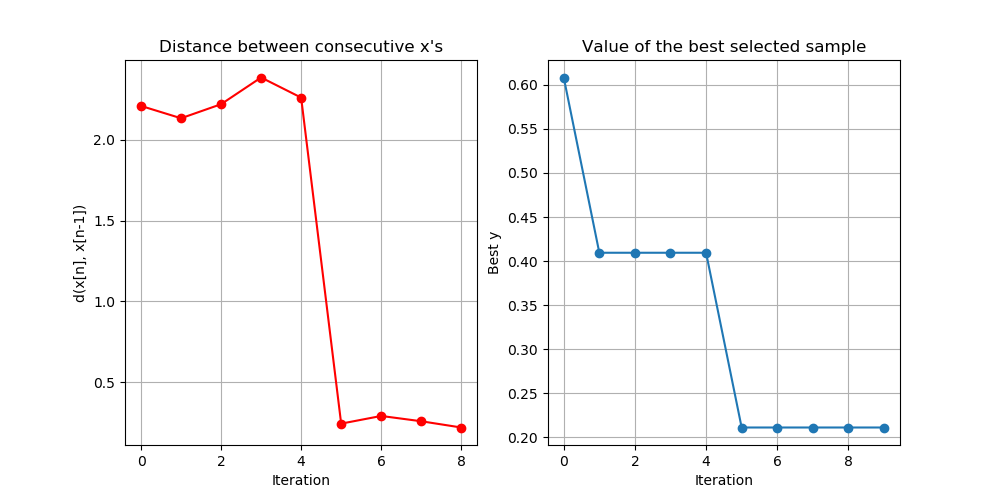 Distance between consecutive x's
d(x[n], x[n-1])
2.0
1.5
1.0
0.5
0 2 4 6 8
Iteration
Value of the best selected sample
Best y
0.60
0.55
0.50
0.45
0.40
0.35
0.30
0.25
0.20
0 2 4 6 8
Iteration